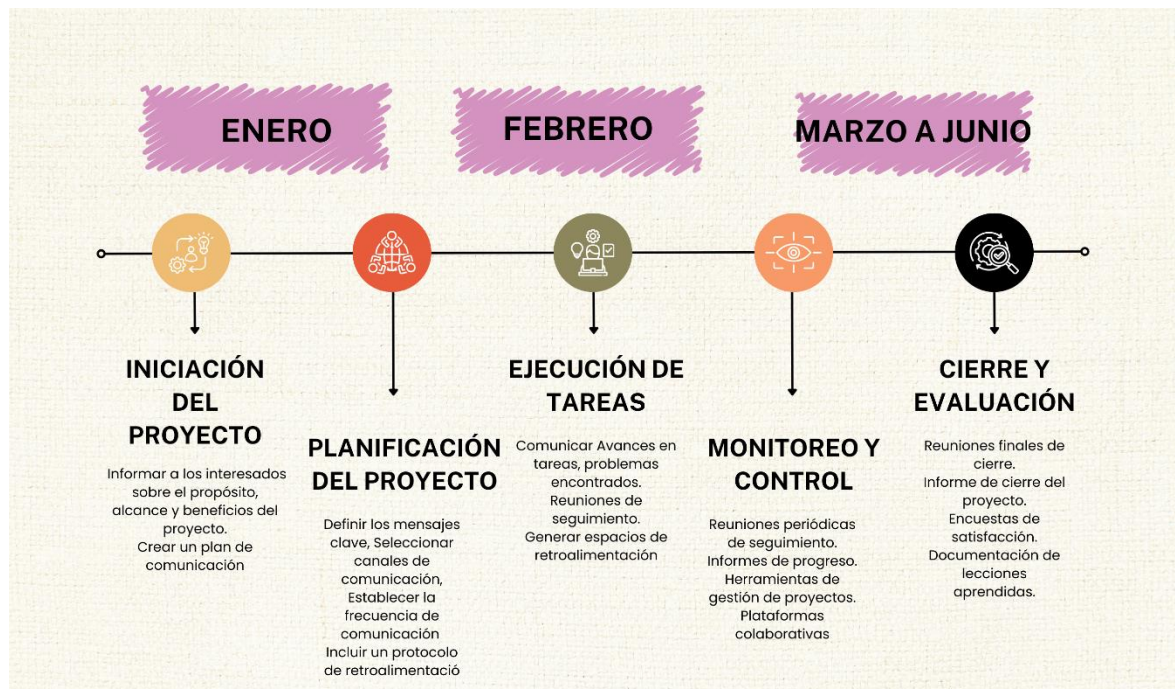 ENERO
FEBRERO
MARZO A JUNIO
INICIACIÓN
DEL
PROYECTO
Informar a los interesados
sobre el propósito,
alcance y beneficios del
proyecto.
Crear un plan de
comunicación
PLANIFICACIÓN
DEL PROYECTO
Definir los mensajes
clave, Seleccionar
canales de
comunicación,
Establecer la
frecuencia de
comunicación
Incluir un protocolo
de retroalimentació
EJECUCIÓN DE
TAREAS
Comunicar Avances en
tareas, problemas
encontrados.
Reuniones de
seguimiento.
Generar espacios de
retroalimentación
MONITOREO Y
CONTROL
Reuniones periódicas
de seguimiento.
Informes de progreso.
Herramientas de
gestión de proyectos.
Plataformas
colaborativas
CIERRE Y
EVALUACIÓN
Reuniones finales de
cierre.
Informe de cierre del
proyecto.
Encuestas de
satisfacción.
Documentación de
lecciones
aprendidas.